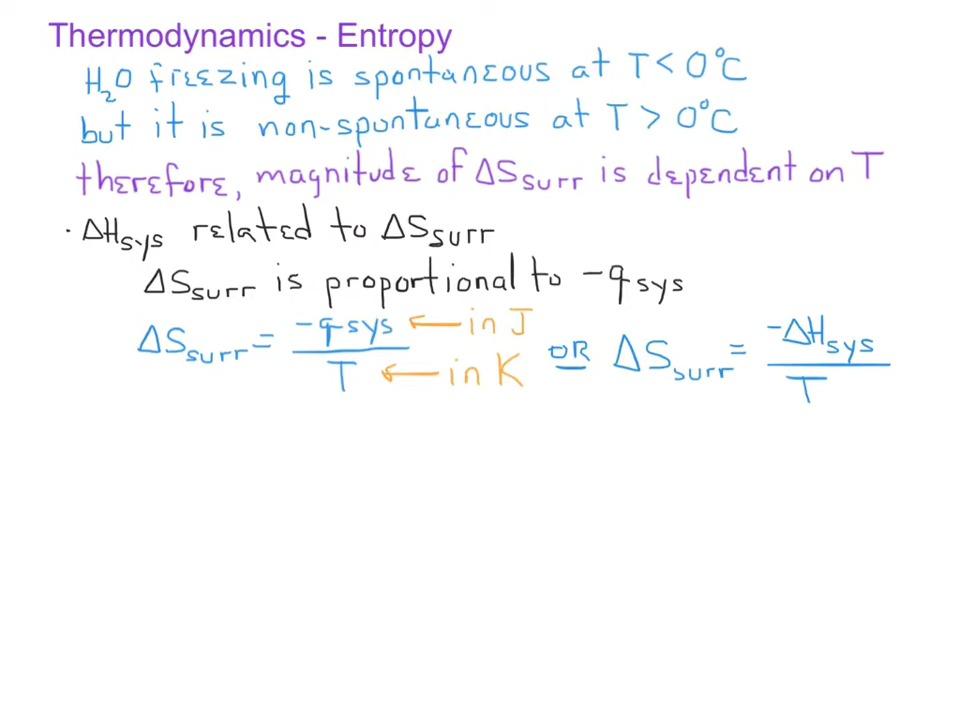 Thermodynamics - Entropy
H₂O freezing is spontaneous at T < 0°C
but it is non-spontaneous at T > 0°C
therefore, magnitude of ΔSsurr is dependent on T
· ΔHsys related to ΔSsurr
ΔSsurr is proportional to -qsys
ΔSsurr = -qsys / T ← in J ← in K OR ΔSsurr = -ΔHsys / T